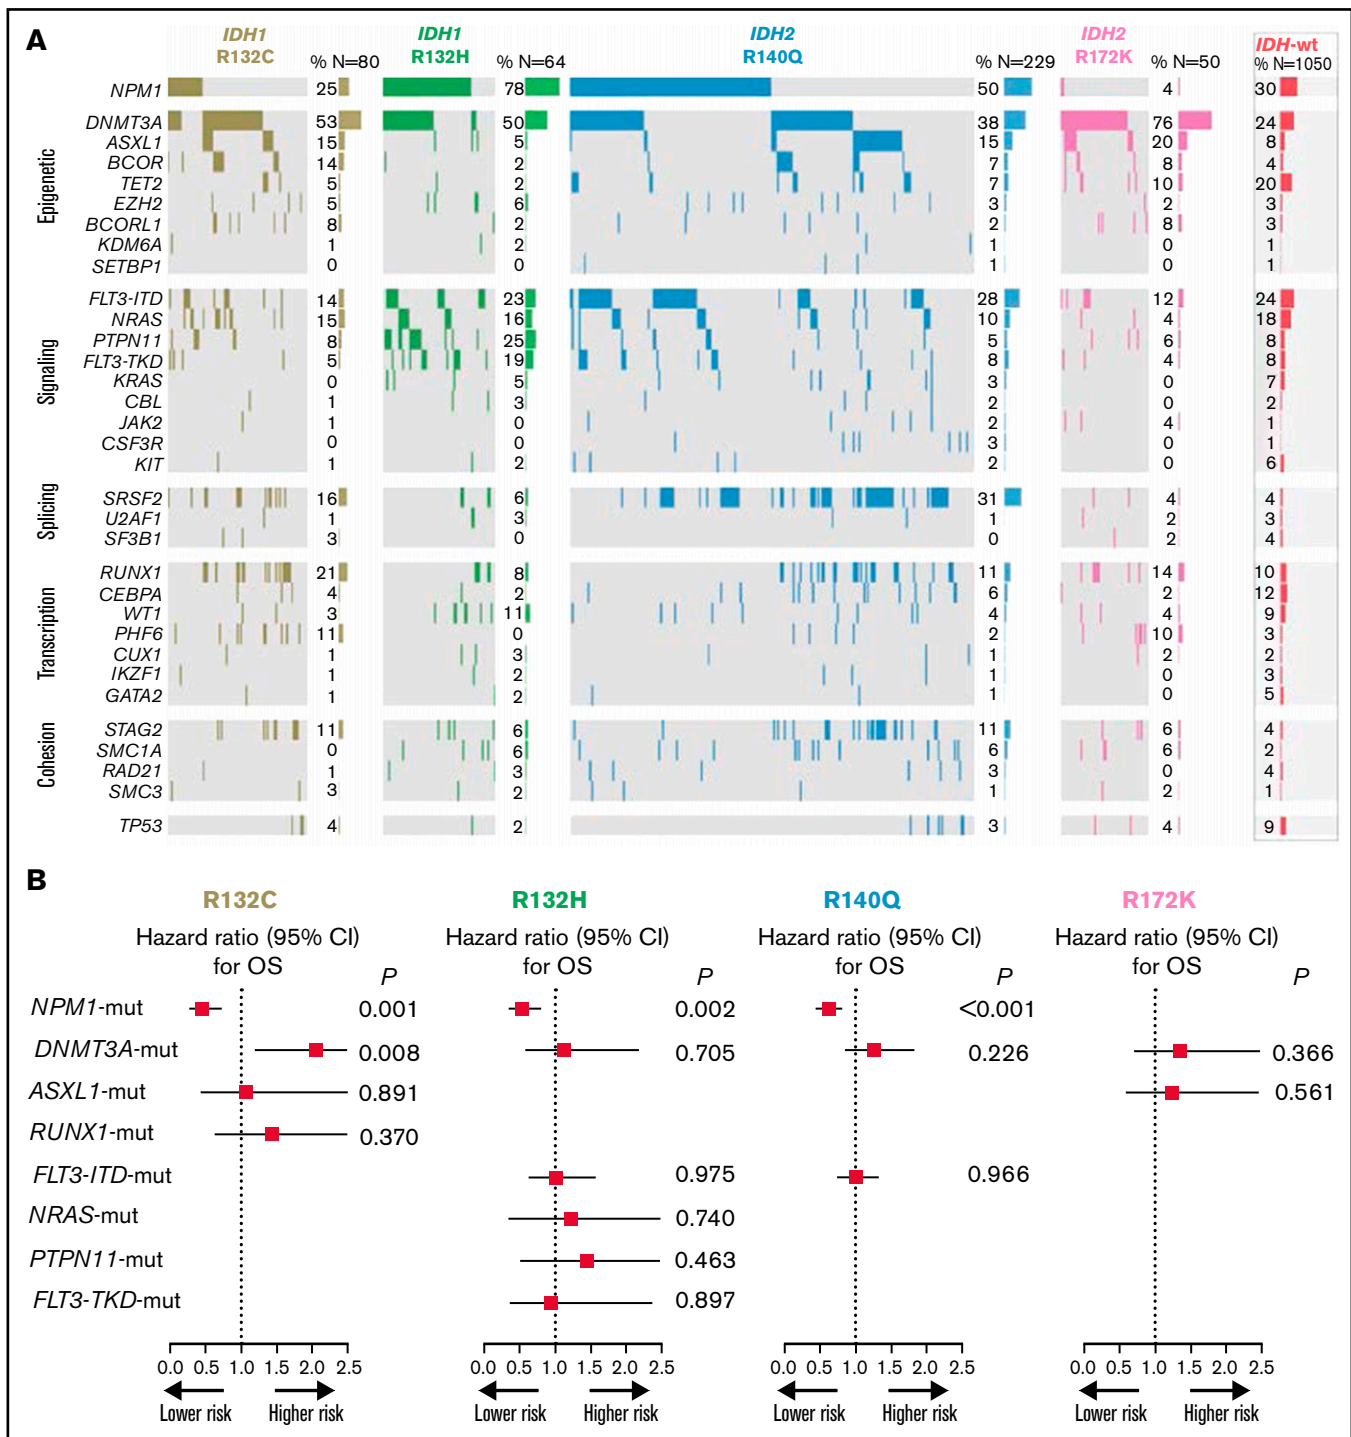 A
IDH1 IDH1 IDH2 IDH2 IDH-wt
R132C R132H R140Q R172K
% N=80 % N=64 % N=229 % N=50 % N=1050
NPM1 25 78 50 4 30
Epigenetic
DNMT3A 53 50 38 76 24
ASXL1 15 5 15 20 8
BCOR 14 2 7 8 4
TET2 5 2 7 10 20
EZH2 5 6 3 2 3
BCORL1 8 2 2 8 3
KDM6A 1 2 1 0 1
SETBP1 0 0 1 0 1
Signaling
FLT3-ITD 14 23 28 12 24
NRAS 15 16 10 4 18
PTPN11 8 25 5 6 8
FLT3-TKD 5 19 8 4 8
KRAS 0 5 3 0 7
CBL 1 3 2 0 2
JAK2 1 0 2 4 1
CSF3R 0 0 3 0 1
KIT 1 2 2 0 6
Splicing
SRSF2 16 6 31 4 4
U2AF1 1 3 1 2 3
SF3B1 3 0 0 2 4
Transcription
RUNX1 21 8 11 14 10
CEBPA 4 2 6 2 12
WT1 3 11 4 4 9
PHF6 11 0 2 10 3
CUX1 1 3 1 2 2
IKZF1 1 2 1 0 3
GATA2 1 2 1 0 5
Cohesion
STAG2 11 6 11 6 4
SMC1A 0 6 6 6 2
RAD21 1 3 3 0 4
SMC3 3 2 1 2 1
TP53 4 2 3 4 9
B
R132C R132H R140Q R172K
Hazard ratio (95% CI) Hazard ratio (95% CI) Hazard ratio (95% CI) Hazard ratio (95% CI)
for OS P for OS P for OS P for OS P
NPM1-mut 0.001 0.002 <0.001
DNMT3A-mut 0.008 0.705 0.226 0.366
ASXL1-mut 0.891 0.561
RUNX1-mut 0.370
FLT3-ITD-mut 0.975 0.966
NRAS-mut 0.740
PTPN11-mut 0.463
FLT3-TKD-mut 0.897
0.0 0.5 1.0 1.5 2.0 2.5 0.0 0.5 1.0 1.5 2.0 2.5 0.0 0.5 1.0 1.5 2.0 2.5 0.0 0.5 1.0 1.5 2.0 2.5
Lower risk Higher risk Lower risk Higher risk Lower risk Higher risk Lower risk Higher risk